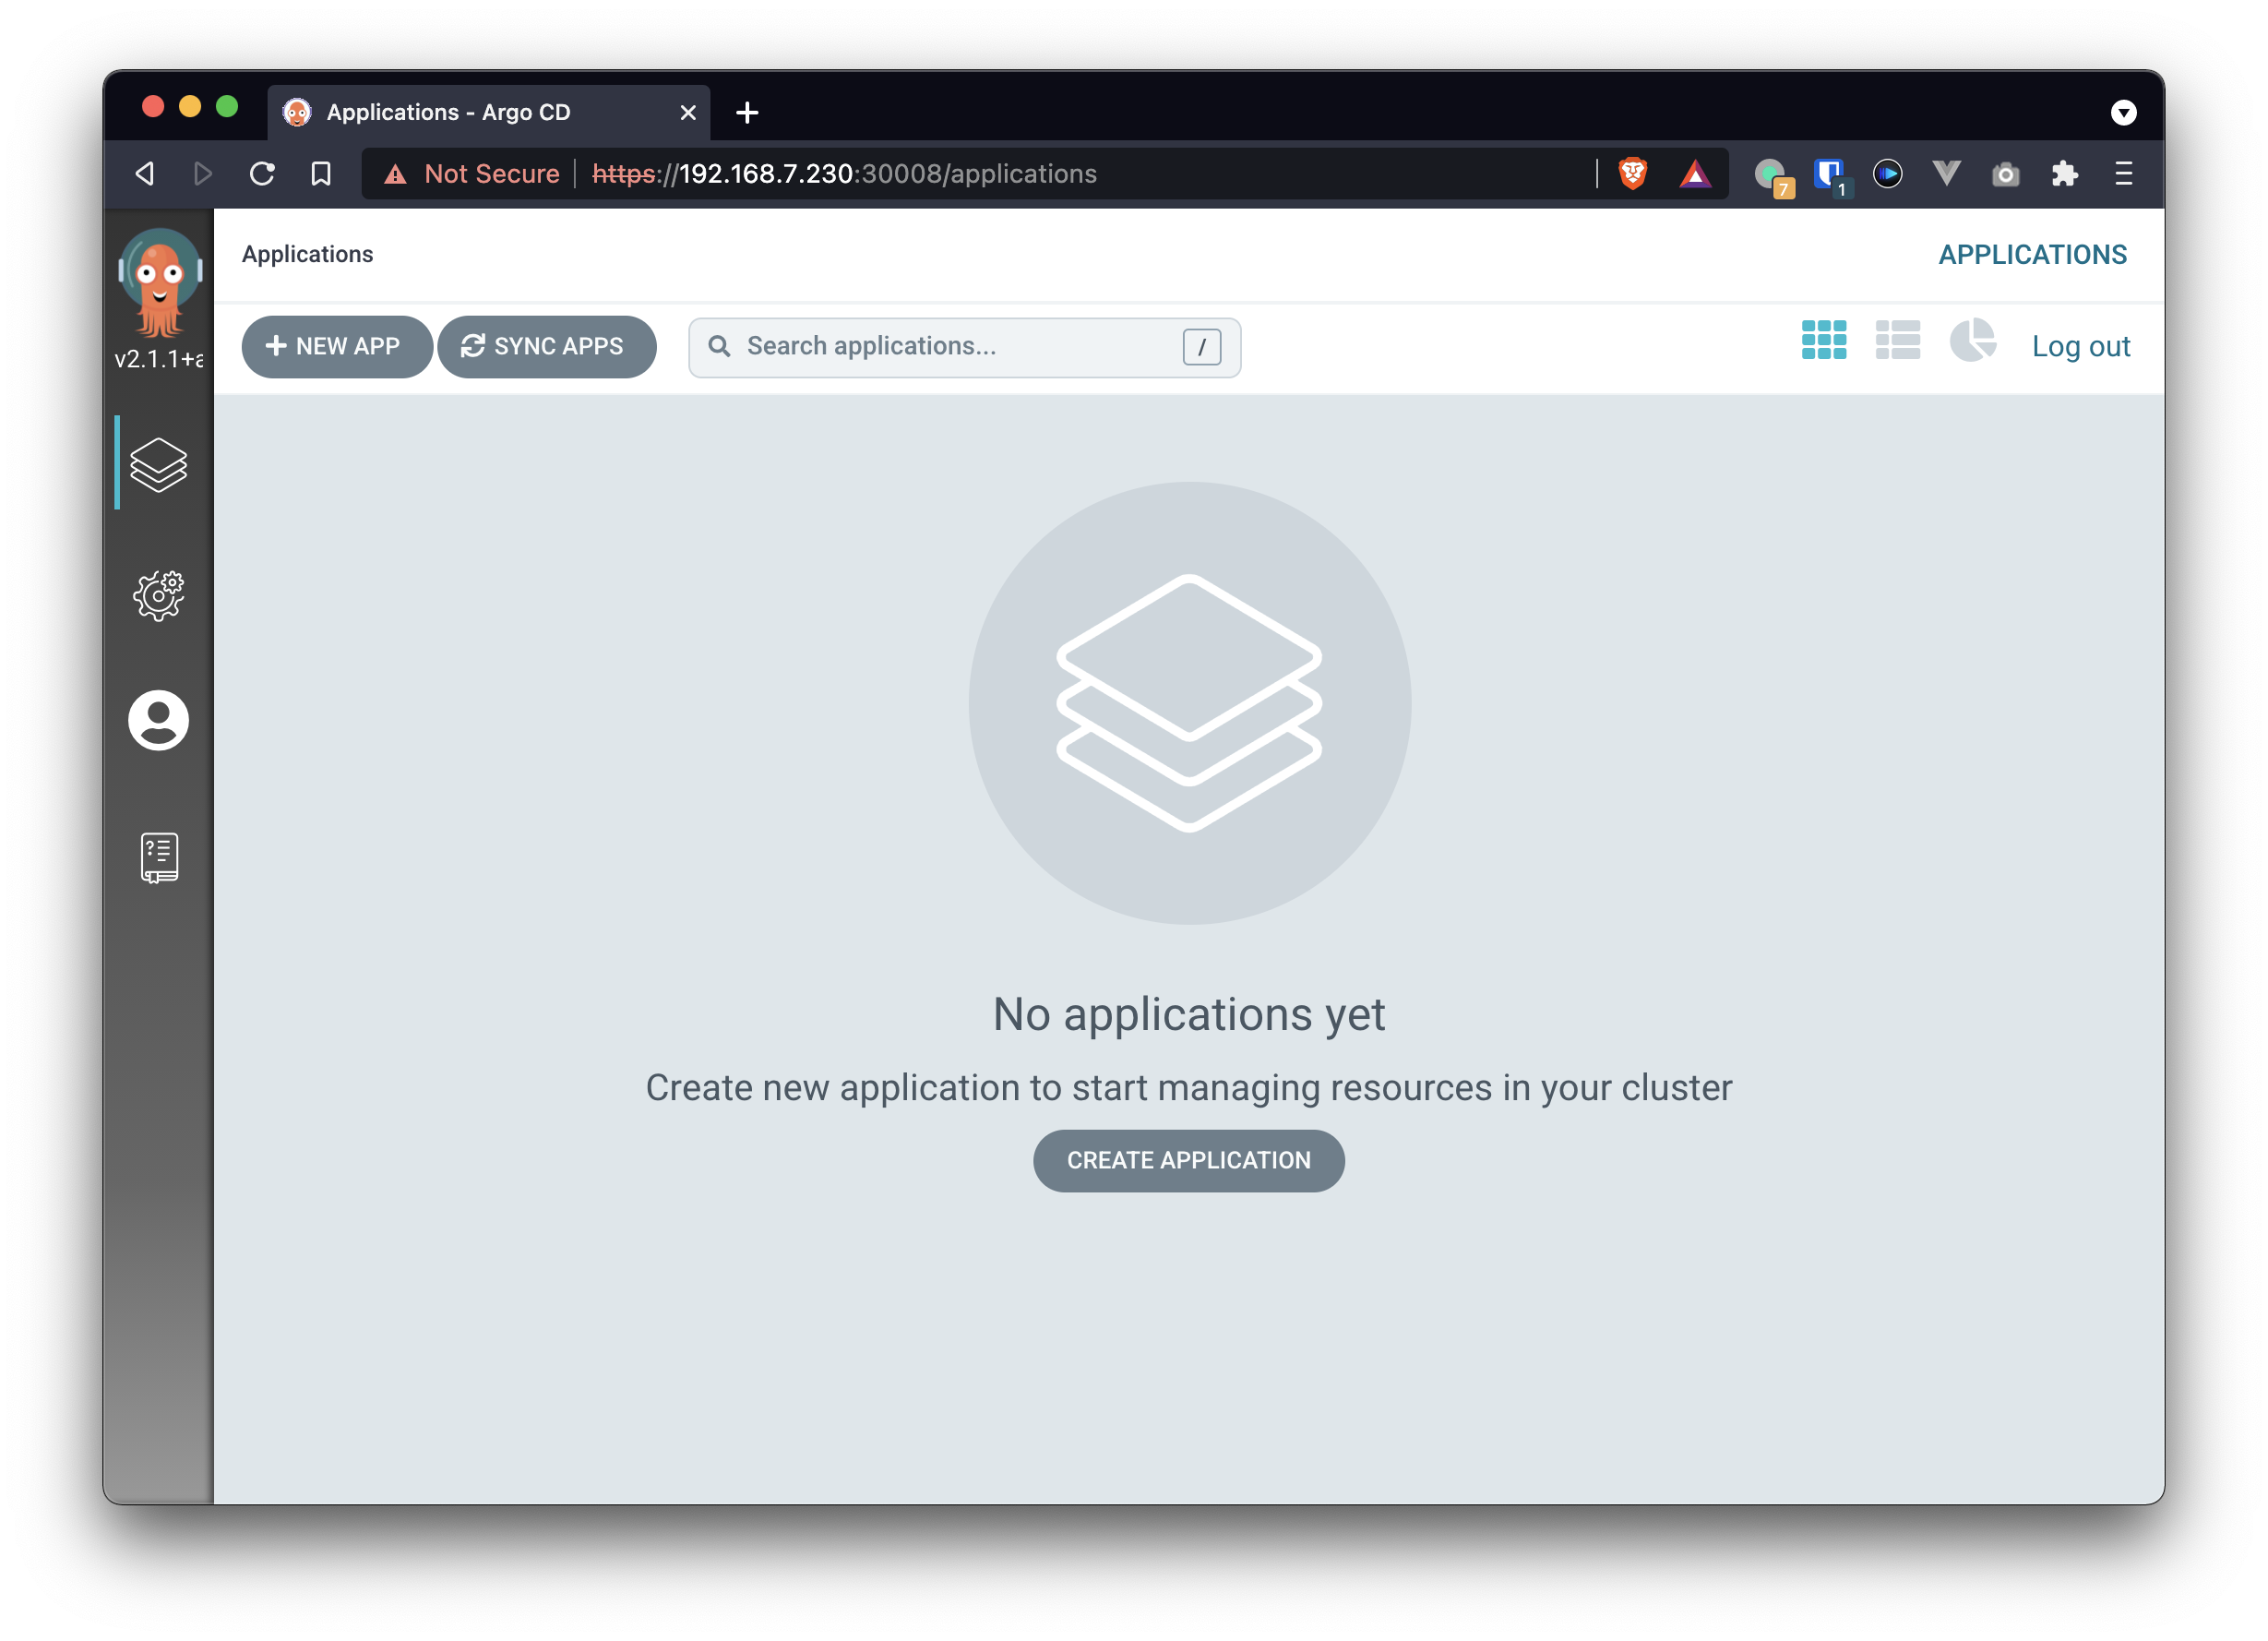 Applications - Argo CD
Not Secure https://192.168.7.230:30008/applications
7
1
v2.1.1+a
Applications
APPLICATIONS
NEW APP
SYNC APPS
Search applications...
/
Log out
No applications yet
Create new application to start managing resources in your cluster
CREATE APPLICATION